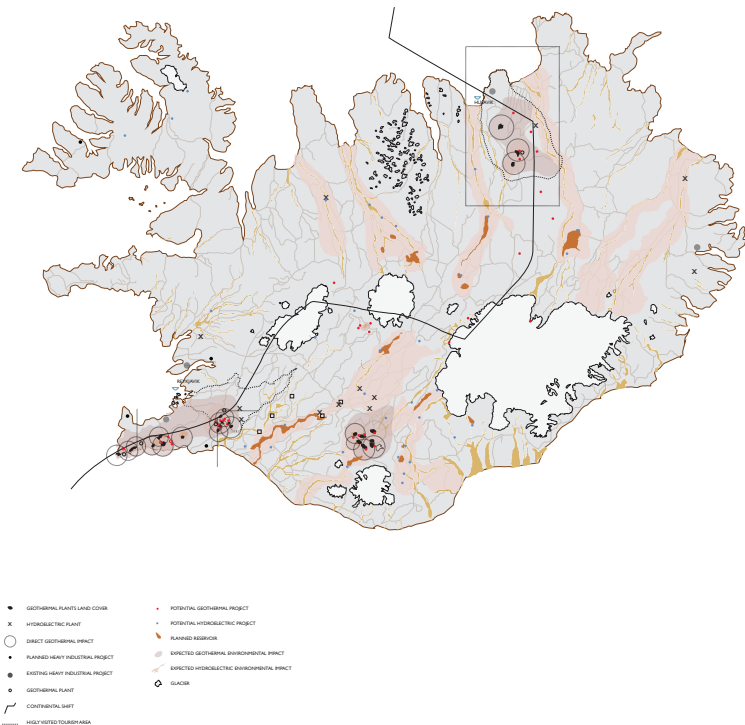 HUSAVIK
REYKJAVIK
GEOTHERMAL PLANTS LAND COVER
HYDROELECTRIC PLANT
DIRECT GEOTHERMAL IMPACT
PLANNED HEAVY INDUSTRIAL PROJECT
EXISTING HEAVY INDUSTRIAL PROJECT
GEOTHERMAL PLANT
CONTINENTAL SHIFT
HIGLY VISITED TOURISM AREA
POTENTIAL GEOTHERMAL PROJECT
POTENTIAL HYDROELECTRIC PROJECT
PLANNED RESERVOIR
EXPECTED GEOTHERMAL ENVIRONMENTAL IMPACT
EXPECTED HYDROELECTRIC ENVIRONMENTAL IMPACT
GLACIER